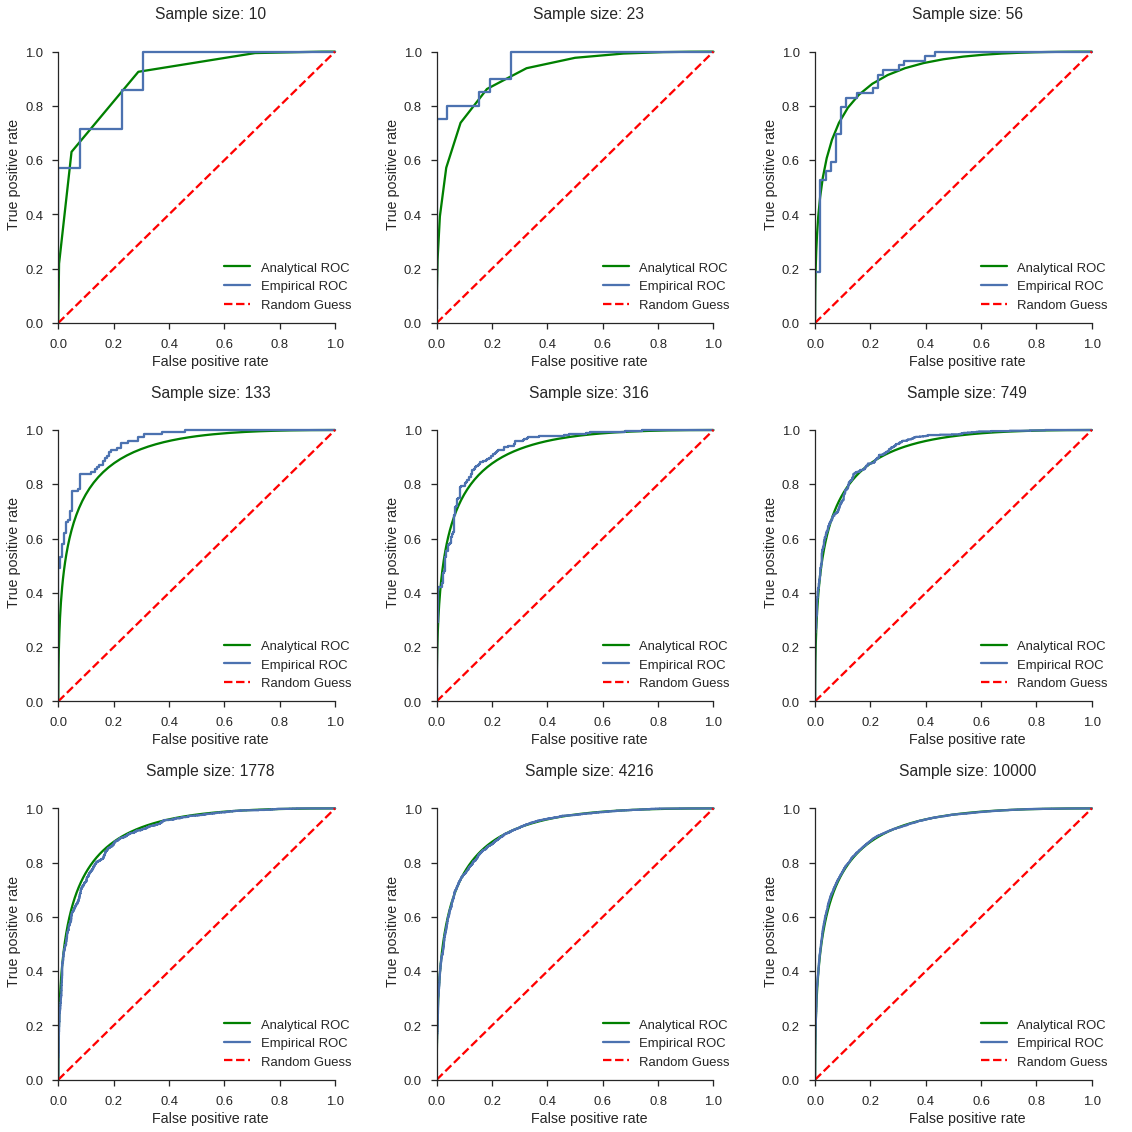 Sample size: 10
1.0
0.8
0.6
0.4
0.2
0.0
True positive rate
Analytical ROC
Empirical ROC
Random Guess
0.0 0.2 0.4 0.6 0.8 1.0
False positive rate
Sample size: 23
1.0
0.8
0.6
0.4
0.2
0.0
True positive rate
Analytical ROC
Empirical ROC
Random Guess
0.0 0.2 0.4 0.6 0.8 1.0
False positive rate
Sample size: 56
1.0
0.8
0.6
0.4
0.2
0.0
True positive rate
Analytical ROC
Empirical ROC
Random Guess
0.0 0.2 0.4 0.6 0.8 1.0
False positive rate
Sample size: 133
1.0
0.8
0.6
0.4
0.2
0.0
True positive rate
Analytical ROC
Empirical ROC
Random Guess
0.0 0.2 0.4 0.6 0.8 1.0
False positive rate
Sample size: 316
1.0
0.8
0.6
0.4
0.2
0.0
True positive rate
Analytical ROC
Empirical ROC
Random Guess
0.0 0.2 0.4 0.6 0.8 1.0
False positive rate
Sample size: 749
1.0
0.8
0.6
0.4
0.2
0.0
True positive rate
Analytical ROC
Empirical ROC
Random Guess
0.0 0.2 0.4 0.6 0.8 1.0
False positive rate
Sample size: 1778
1.0
0.8
0.6
0.4
0.2
0.0
True positive rate
Analytical ROC
Empirical ROC
Random Guess
0.0 0.2 0.4 0.6 0.8 1.0
False positive rate
Sample size: 4216
1.0
0.8
0.6
0.4
0.2
0.0
True positive rate
Analytical ROC
Empirical ROC
Random Guess
0.0 0.2 0.4 0.6 0.8 1.0
False positive rate
Sample size: 10000
1.0
0.8
0.6
0.4
0.2
0.0
True positive rate
Analytical ROC
Empirical ROC
Random Guess
0.0 0.2 0.4 0.6 0.8 1.0
False positive rate